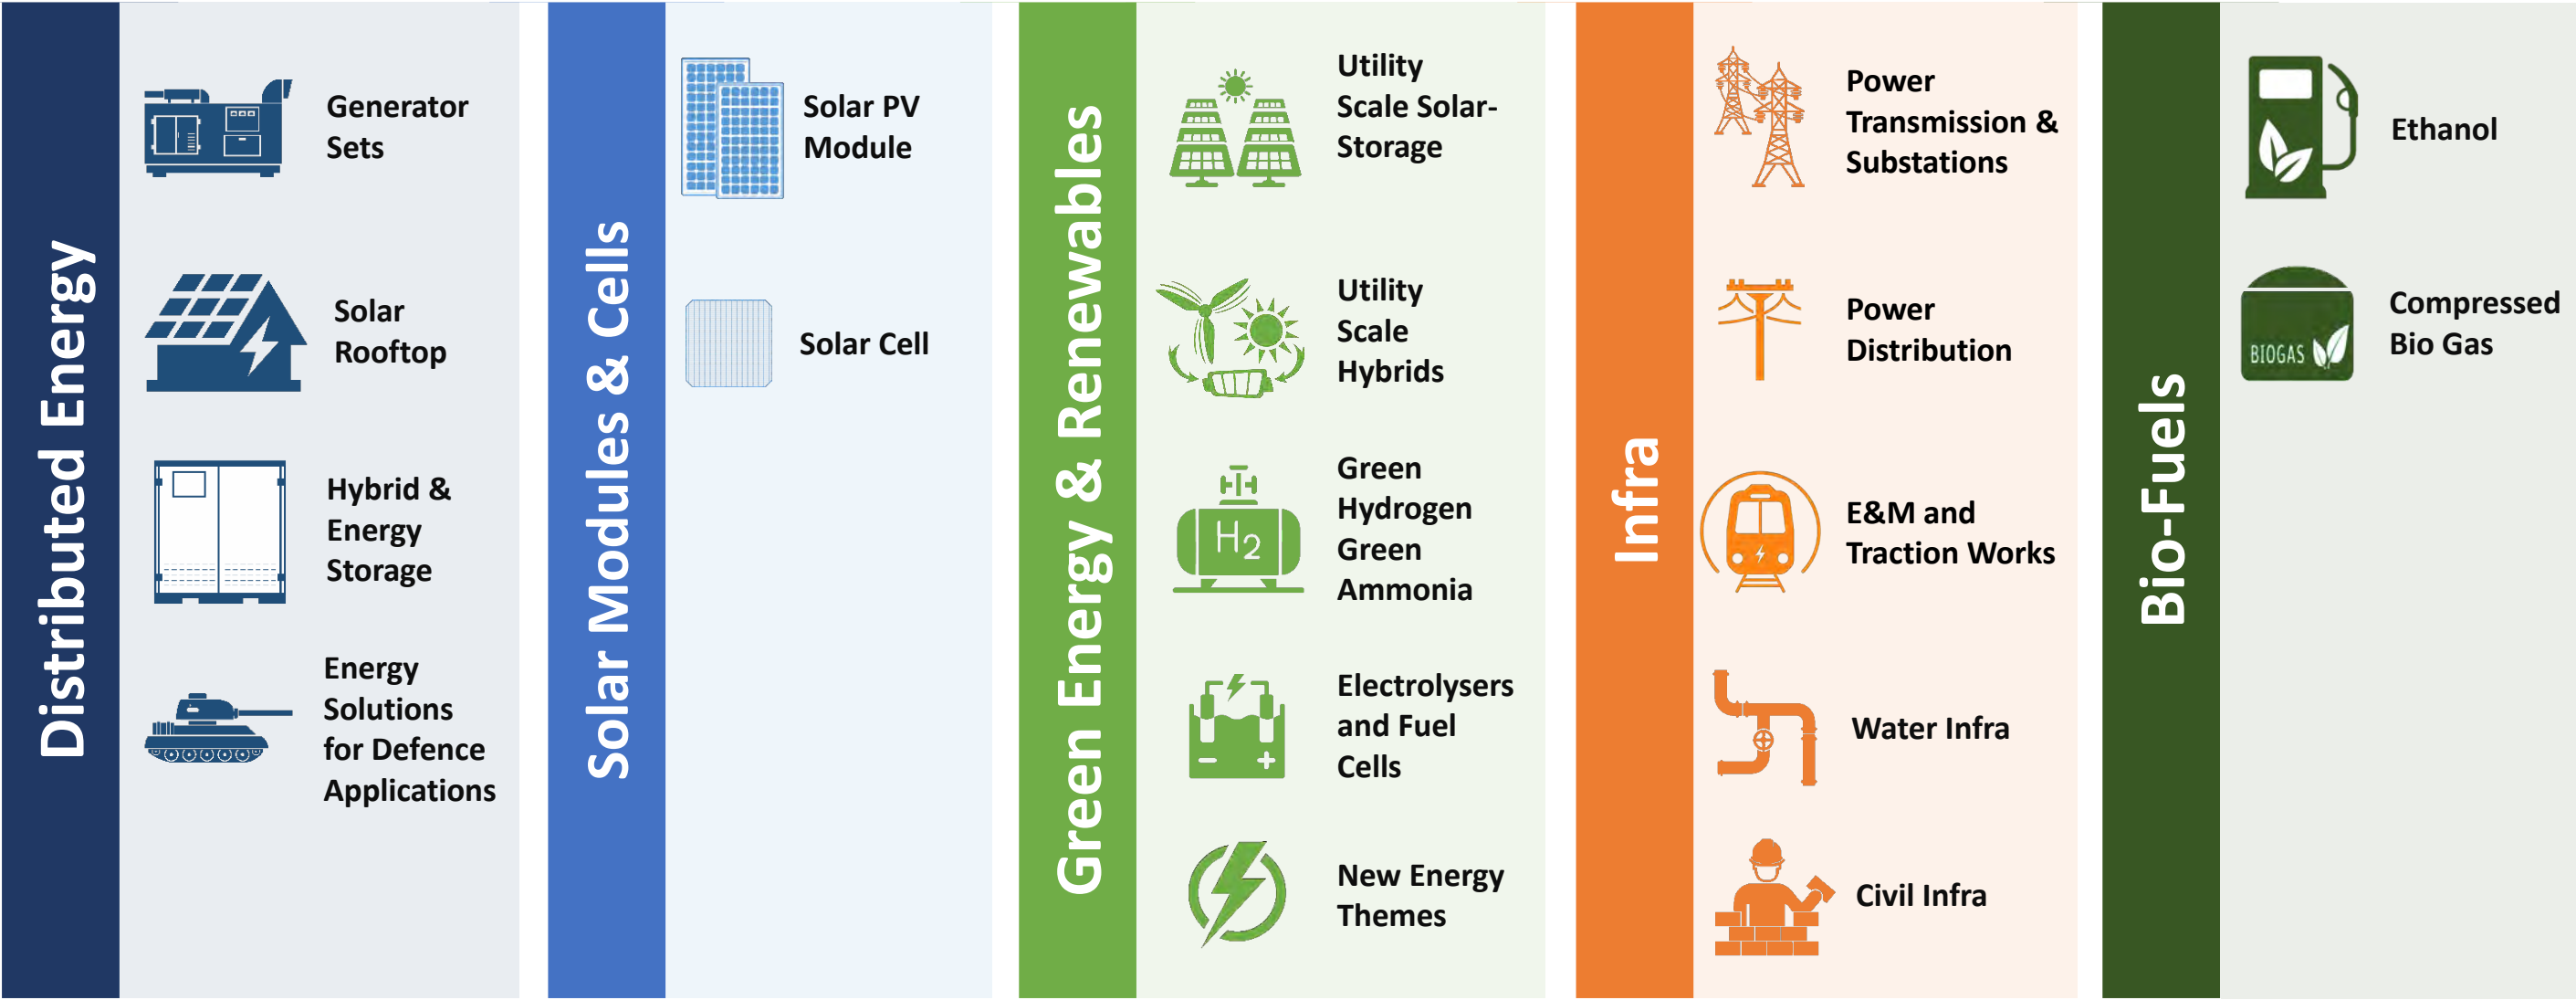 Distributed Energy
Generator
Sets
Solar
Rooftop
Hybrid &
Energy
Storage
Energy
Solutions
for Defence
Applications
Solar Modules & Cells
Solar PV
Module
Solar Cell
Green Energy & Renewables
Utility
Scale Solar-
Storage
Utility
Scale
Hybrids
H2
Green
Hydrogen
Green
Ammonia
Electrolysers
and Fuel
Cells
New Energy
Themes
Infra
Power
Transmission &
Substations
Power
Distribution
E&M and
Traction Works
Water Infra
Civil Infra
Bio-Fuels
Ethanol
BIOGAS
Compressed
Bio Gas